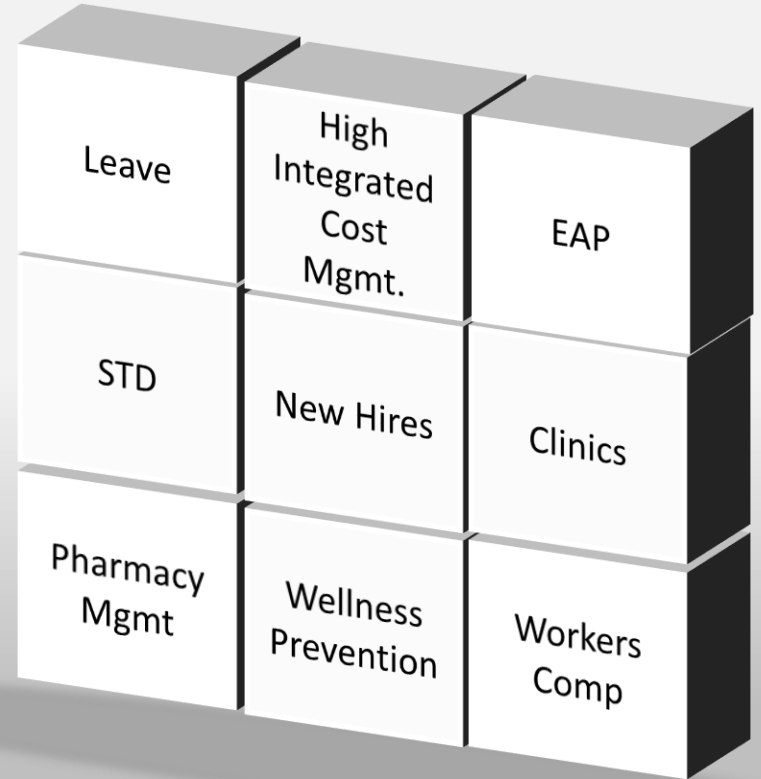 Leave
High
Integrated
Cost
Mgmt.
EAP
STD
New Hires
Clinics
Pharmacy
Mgmt
Wellness
Prevention
Workers
Comp